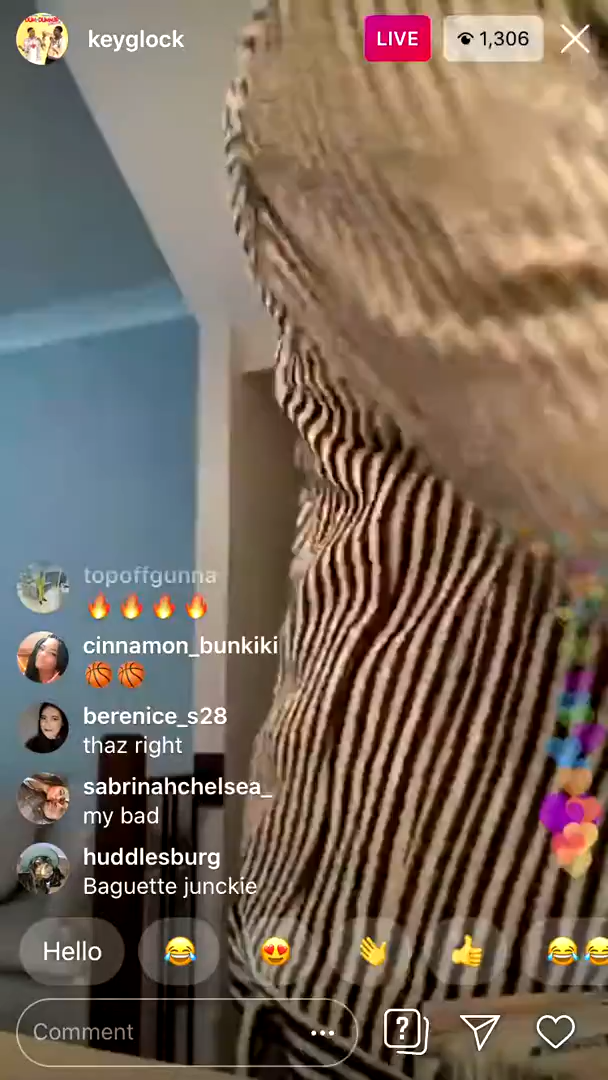 keyglock
LIVE
1,306
topoffgunna
🔥 🔥 🔥 🔥
cinnamon_bunkiki
🏀 🏀
berenice_s28
thaz right
sabrinahchelsea_
my bad
huddlesburg
Baguette junckie
Hello 😂 😍 👋 👍 😂😂
Comment